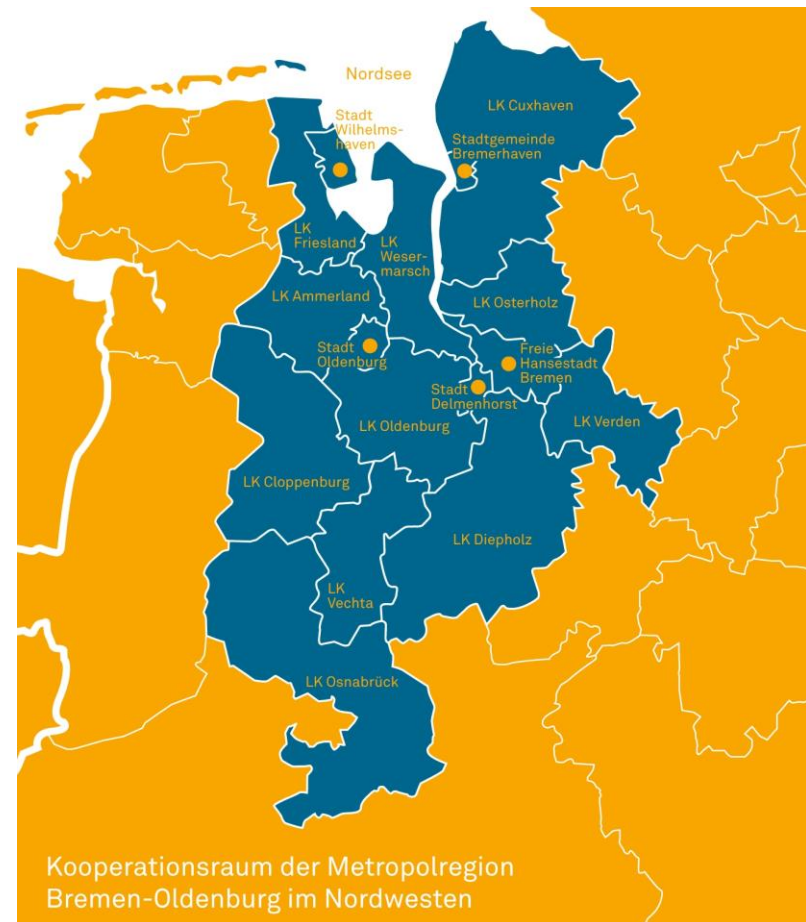 Nordsee
LK Cuxhaven
Stadt
Wilhelms-
haven
Stadtgemeinde
Bremerhaven
LK
Friesland
LK
Weser-
marsch
LK Ammerland
LK Osterholz
Stadt
Oldenburg
Freie
Hansestadt
Bremen
Stadt
Delmenhorst
LK Oldenburg
LK Verden
LK Cloppenburg
LK Diepholz
LK
Vechta
LK Osnabrück
Kooperationsraum der Metropolregion
Bremen-Oldenburg im Nordwesten